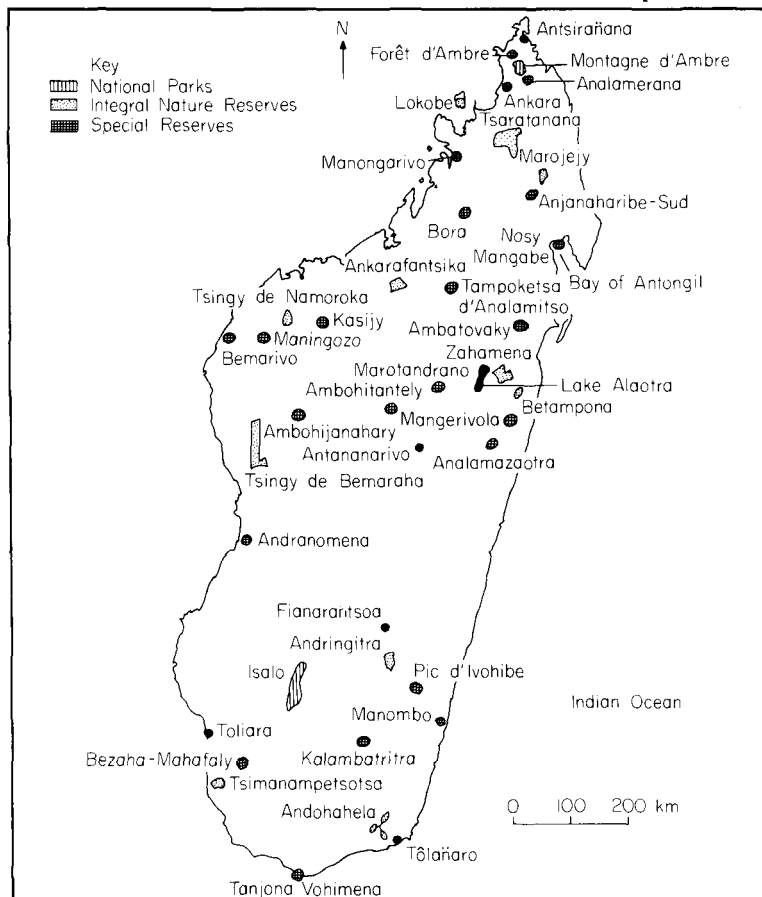 Antsirañana
N
Forêt d'Ambre
Key
Montagne d'Ambre
National Parks
Analamerana
Integral Nature Reserves
Lokobe
Ankara
Special Reserves
Tsaratanana
Manongarivo
Marojejy
Anjanaharibe-Sud
Bora
Nosy
Mangabe
Ankarafantsika
Bay of Antongil
Tsingy de Namoroka
Tampoketsa
d'Analamitso
Kasijy
Ambatovaky
Maningozo
Bemarivo
Zahamena
Marotandrano
Lake Alaotra
Ambohitantely
Betampona
Mangerivola
Ambohijanahary
Antananarivo
Analamazaotra
Tsingy de Bemaraha
Andranomena
Fianarantsoa
Andringitra
Isalo
Pic d'Ivohibe
Indian Ocean
Manombo
Toliara
Bezaha-Mahafaly
Kalambatritra
Tsimanampetsotsa
Andohahela
0 100 200 km
Tôlañaro
Tanjona Vohimena